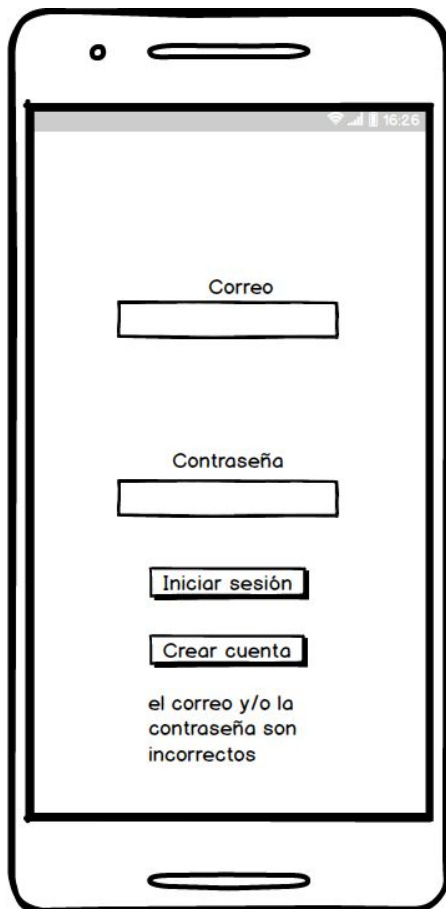 16:26
Correo
Contraseña
Iniciar sesión
Crear cuenta
el correo y/o la
contraseña son
incorrectos